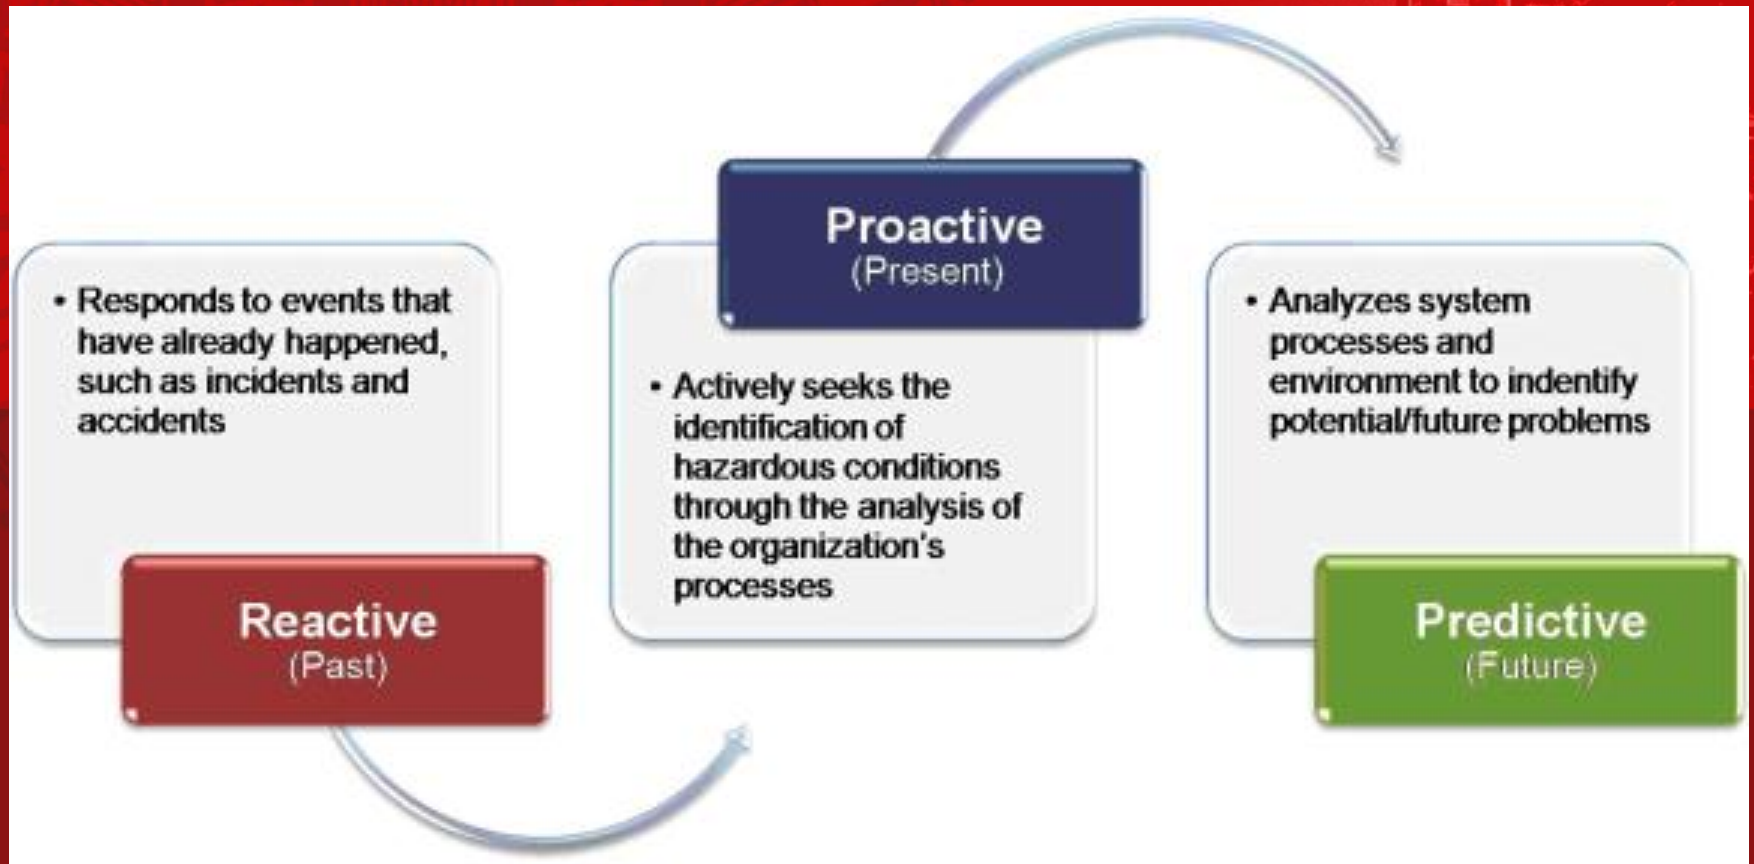 • Responds to events that
have already happened,
such as incidents and
accidents
Reactive
(Past)
Proactive
(Present)
• Actively seeks the
identification of
hazardous conditions
through the analysis of
the organization's
processes
• Analyzes system
processes and
environment to indentify
potential/future problems
Predictive
(Future)